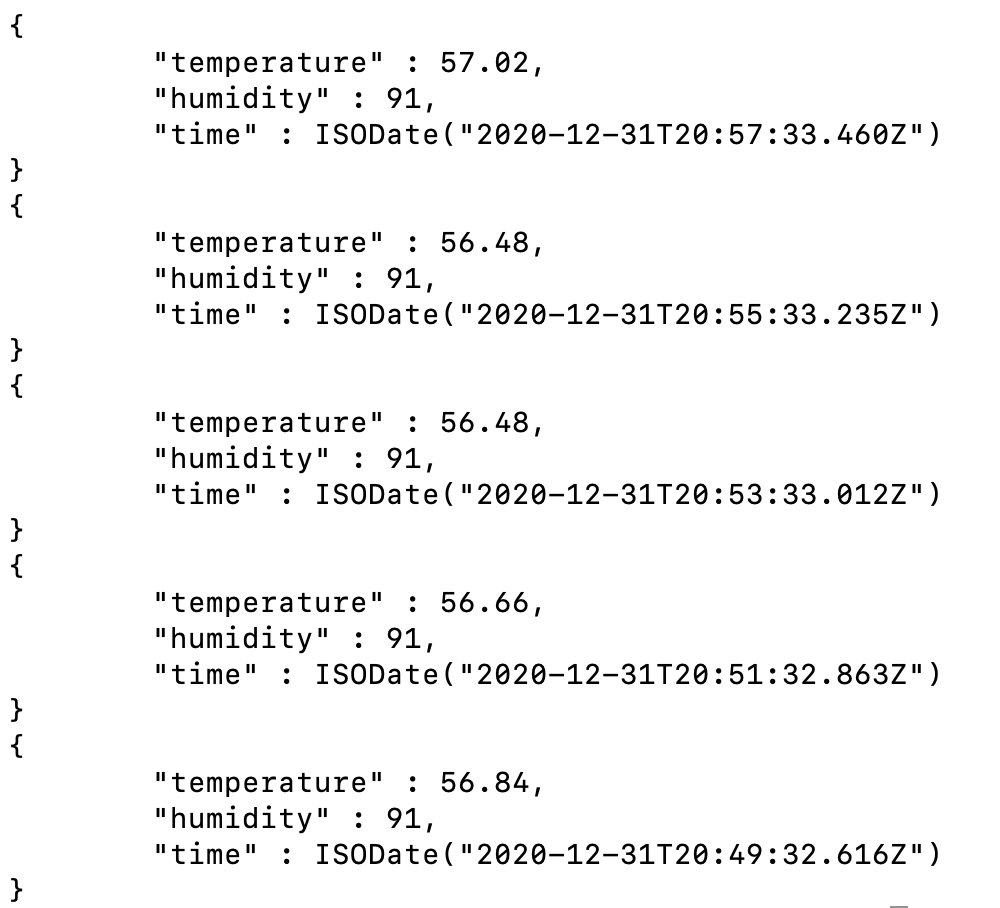 {
"temperature" : 57.02,
"humidity" : 91,
"time" : ISODate("2020-12-31T20:57:33.460Z")
}
{
"temperature" : 56.48,
"humidity" : 91,
"time" : ISODate("2020-12-31T20:55:33.235Z")
}
{
"temperature" : 56.48,
"humidity" : 91,
"time" : ISODate("2020-12-31T20:53:33.012Z")
}
{
"temperature" : 56.66,
"humidity" : 91,
"time" : ISODate("2020-12-31T20:51:32.863Z")
}
{
"temperature" : 56.84,
"humidity" : 91,
"time" : ISODate("2020-12-31T20:49:32.616Z")
}